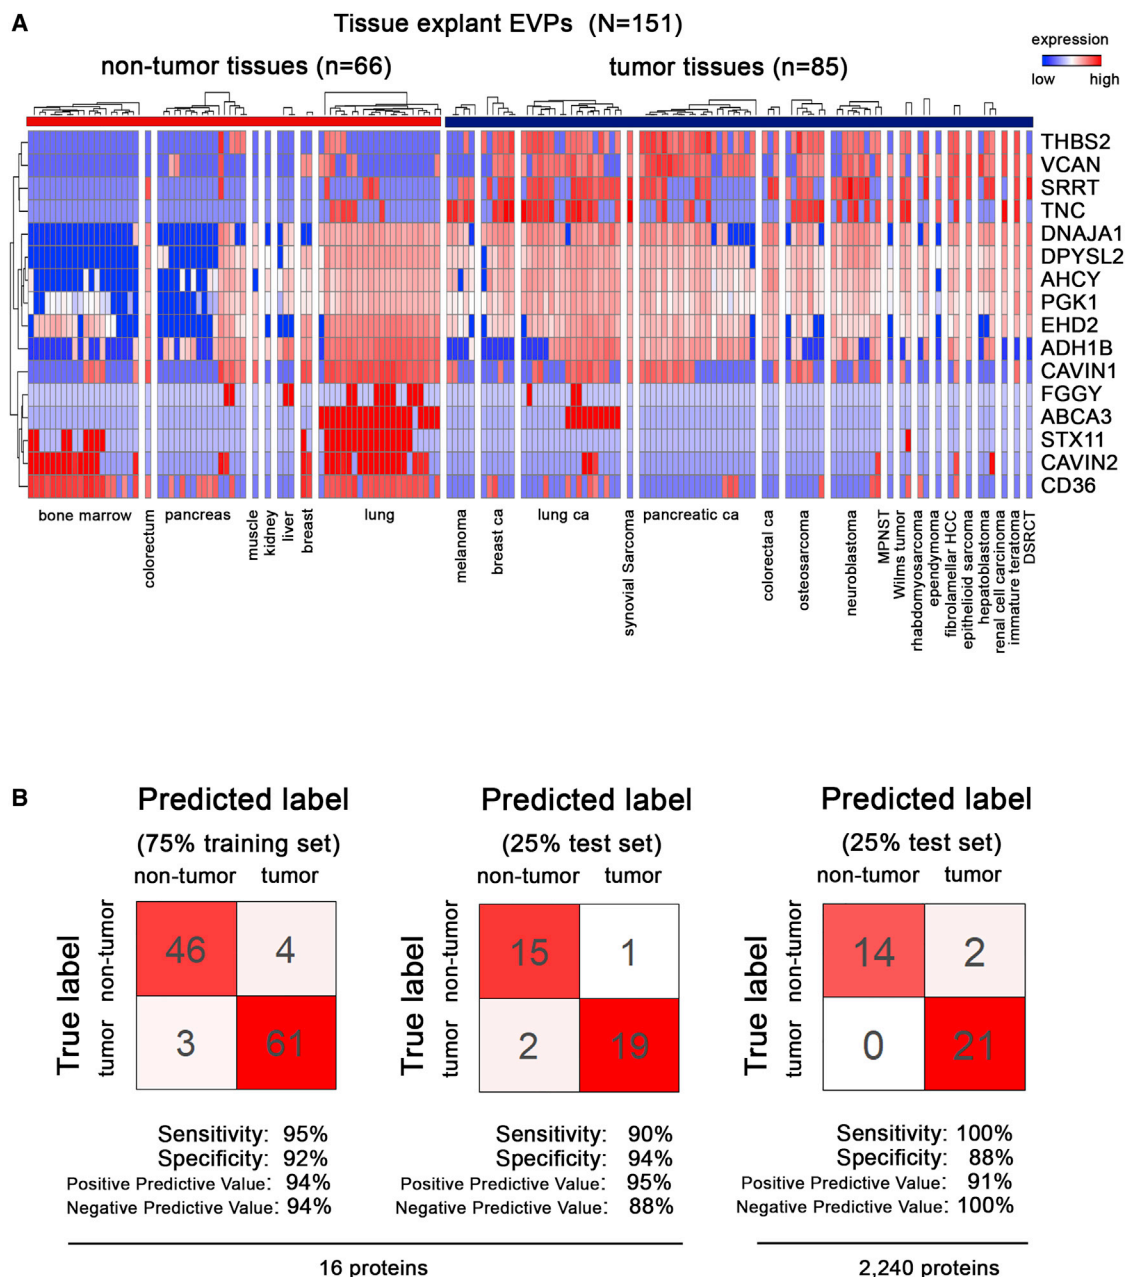 A
Tissue explant EVPs (N=151)
non-tumor tissues (n=66)
tumor tissues (n=85)
expression
low high
THBS2
VCAN
SRRT
TNC
DNAJA1
DPYSL2
AHCY
PGK1
EHD2
ADH1B
CAVIN1
FGGY
ABCA3
STX11
CAVIN2
CD36
bone marrow
colorectum
pancreas
muscle
kidney
liver
breast
lung
melanoma
breast ca
lung ca
synovial Sarcoma
pancreatic ca
colorectal ca
osteosarcoma
neuroblastoma
MPNST
Wilms tumor
rhabdomyosarcoma
ependymoma
fibrolamellar HCC
epithelioid sarcoma
hepatoblastoma
renal cell carcinoma
immature teratoma
DSRCT
B
Predicted label
(75% training set)
non-tumor tumor
True label
non-tumor
tumor
46 4
3 61
Sensitivity: 95%
Specificity: 92%
Positive Predictive Value: 94%
Negative Predictive Value: 94%
Predicted label
(25% test set)
non-tumor tumor
True label
non-tumor
tumor
15 1
2 19
Sensitivity: 90%
Specificity: 94%
Positive Predictive Value: 95%
Negative Predictive Value: 88%
16 proteins
Predicted label
(25% test set)
non-tumor tumor
True label
non-tumor
tumor
14 2
0 21
Sensitivity: 100%
Specificity: 88%
Positive Predictive Value: 91%
Negative Predictive Value: 100%
2,240 proteins